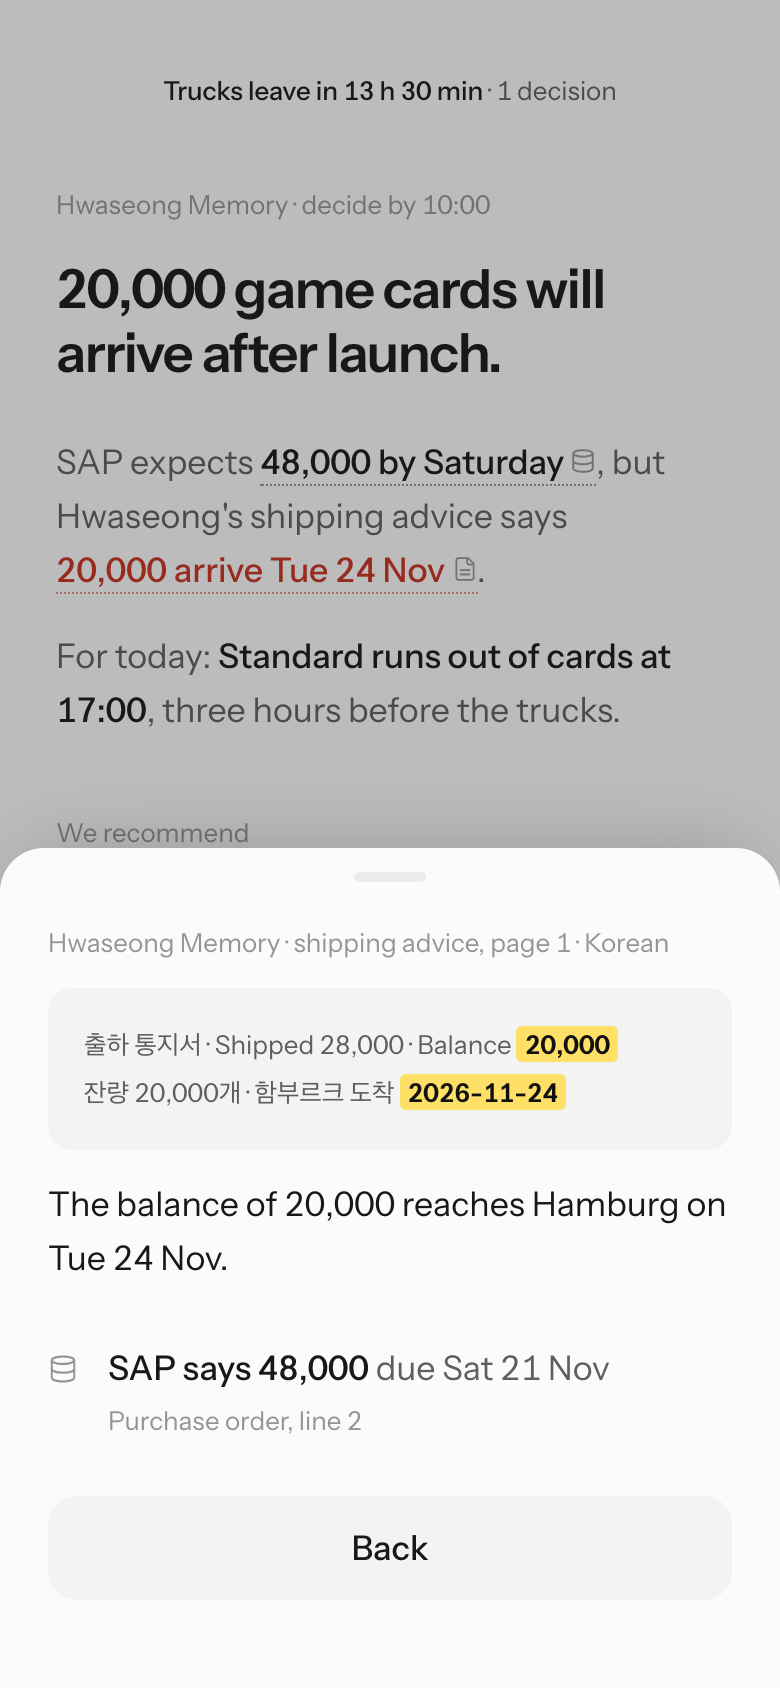 Trucks leave in 13 h 30 min · 1 decision
Hwaseong Memory · decide by 10:00
20,000 game cards will
arrive after launch.
SAP expects 48,000 by Saturday, but
Hwaseong's shipping advice says
20,000 arrive Tue 24 Nov.
For today: Standard runs out of cards at
17:00, three hours before the trucks.
We recommend
Hwaseong Memory · shipping advice, page 1 · Korean
출하 통지서 · Shipped 28,000 · Balance 20,000
잔량 20,000개 · 함부르크 도착 2026-11-24
The balance of 20,000 reaches Hamburg on
Tue 24 Nov.
SAP says 48,000 due Sat 21 Nov
Purchase order, line 2
Back